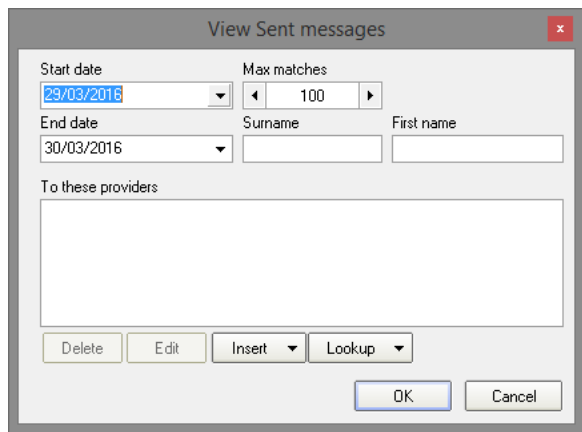 View Sent messages
x
Start date Max matches
29/03/2016 100
End date Surname First name
30/03/2016
To these providers
Delete Edit Insert Lookup
OK Cancel